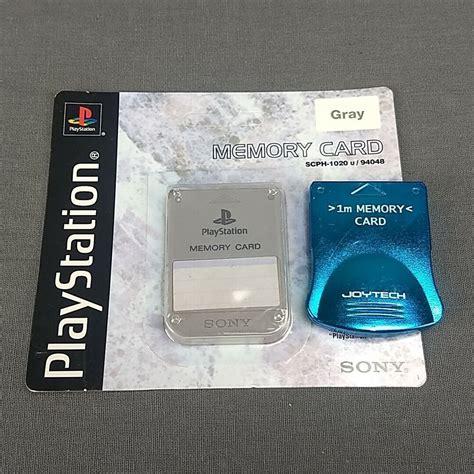 PlayStation
Gray
MEMORY CARD
SCPH-1020 u / 94048
PlayStation®
PlayStation
MEMORY CARD
SONY
>1m MEMORY<
CARD
JOYTECH
SONY